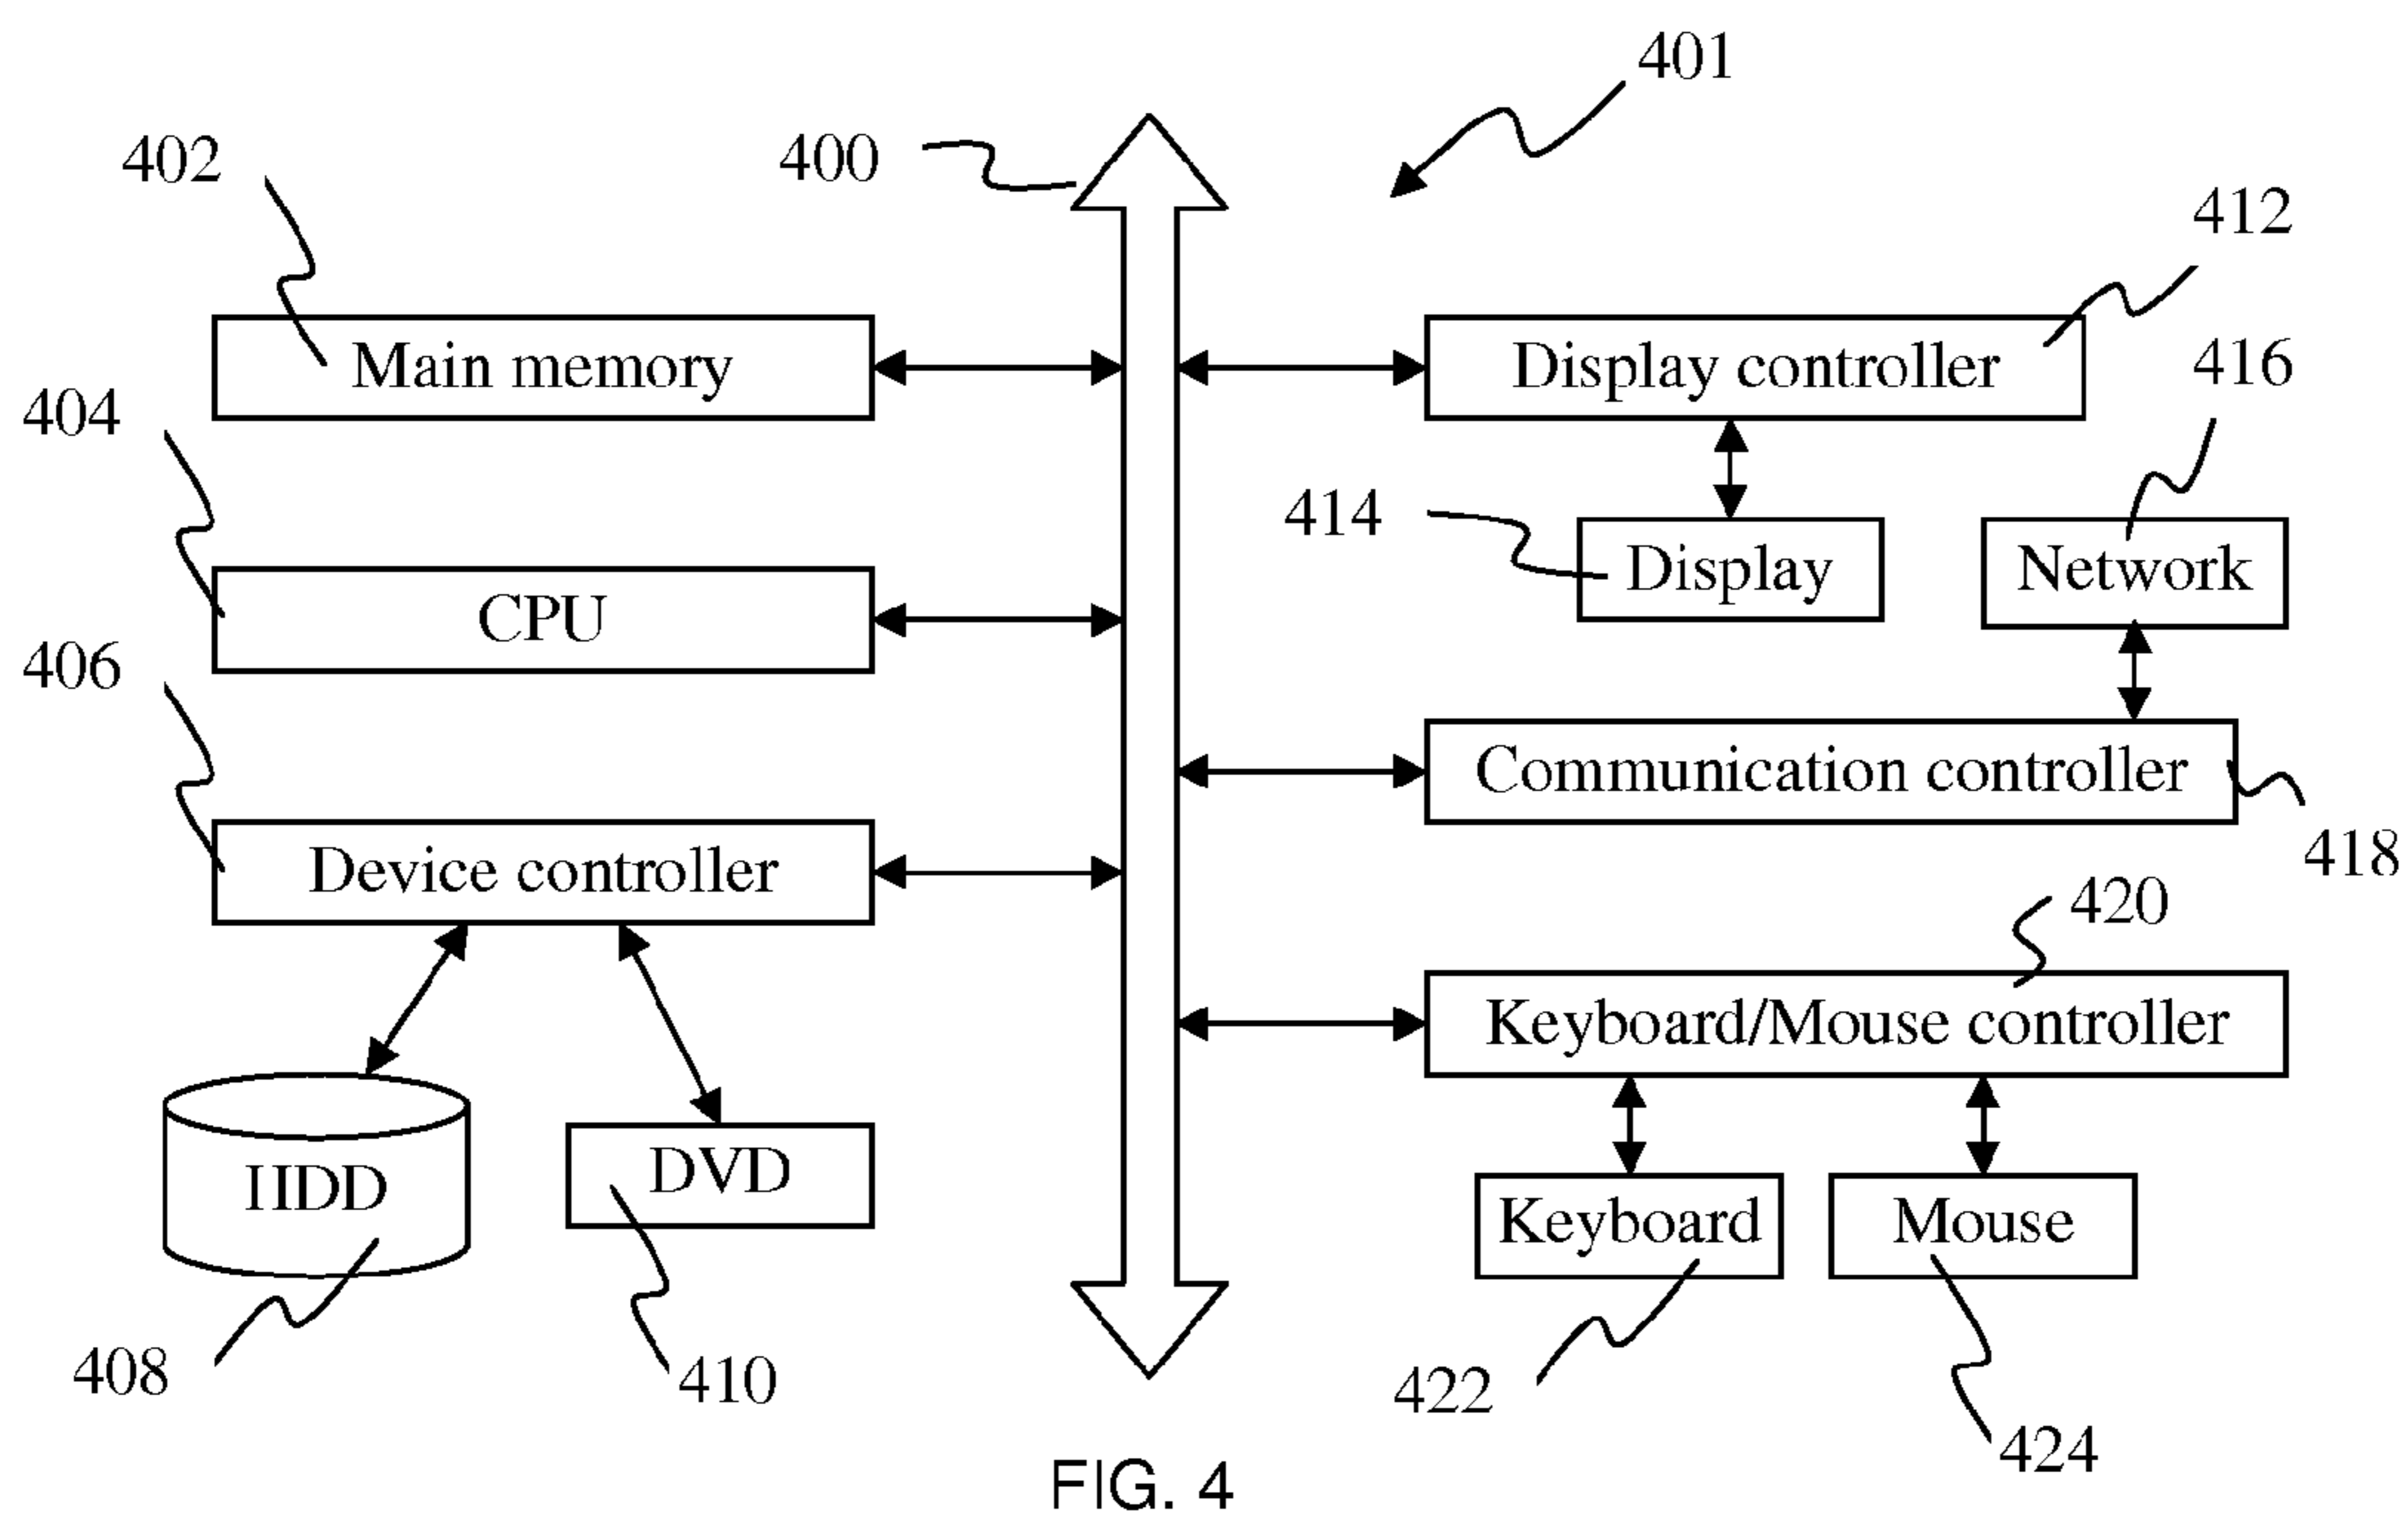 401
400
402
412
Main memory
Display controller
416
404
414
Display
Network
CPU
406
Communication controller
418
Device controller
420
Keyboard/Mouse controller
HDD
DVD
Keyboard
Mouse
408
410
422
424
FIG. 4